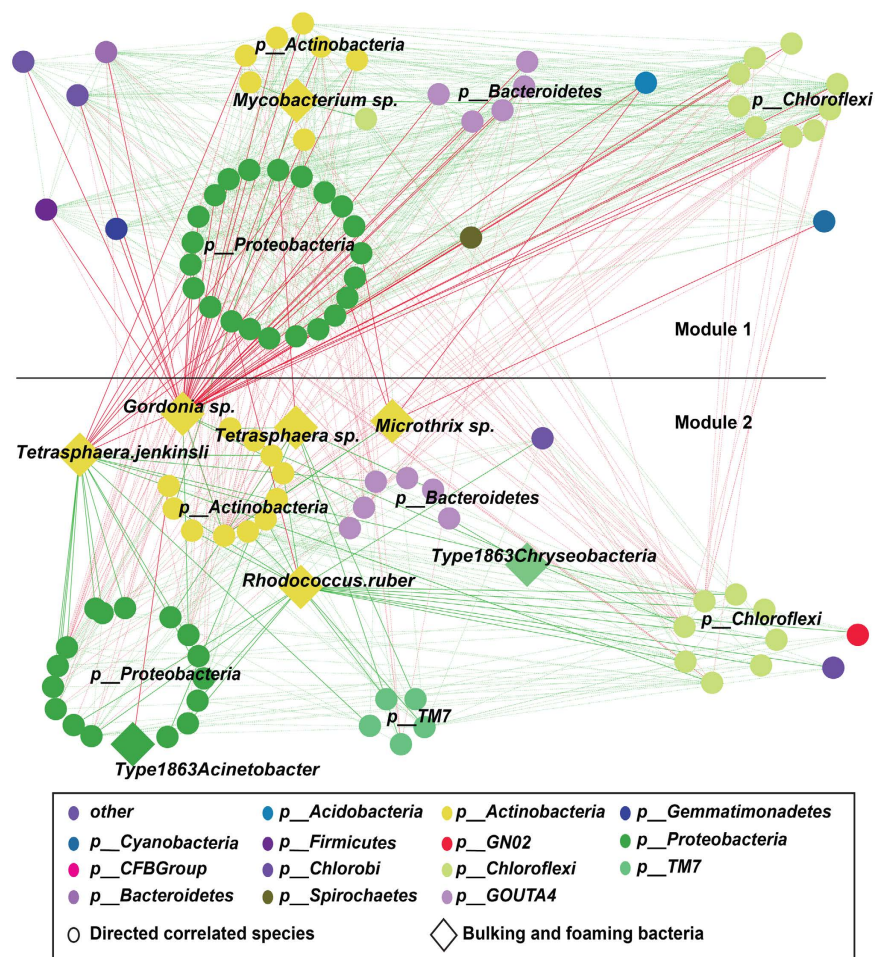 p__Actinobacteria
p__Bacteroidetes
Mycobacterium sp.
p__Chloroflexi
p__Proteobacteria
Module 1
Gordonia sp.
Module 2
Tetrasphaera sp.
Microthrix sp.
Tetrasphaera.jenkinsli
p__Bacteroidetes
p__Actinobacteria
Type1863Chryseobacteria
Rhodococcus.ruber
p__Chloroflexi
p__Proteobacteria
p__TM7
Type1863Acinetobacter
other p__Acidobacteria p__Actinobacteria p__Gemmatimonadetes
p__Cyanobacteria p__Firmicutes p__GN02 p__Proteobacteria
p__CFBGroup p__Chlorobi p__Chloroflexi p__TM7
p__Bacteroidetes p__Spirochaetes p__GOUTA4
Directed correlated species Bulking and foaming bacteria